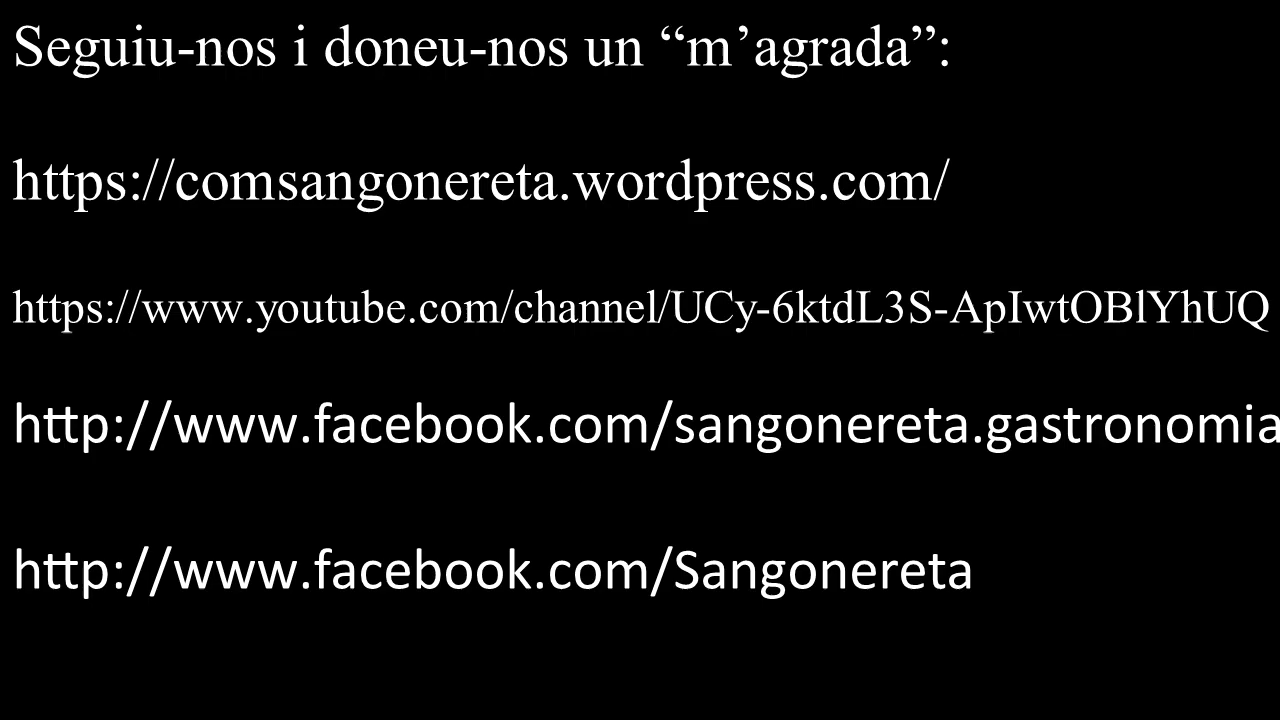 Seguiu-nos i doneu-nos un “m’agrada”:
https://comsangonereta.wordpress.com/
https://www.youtube.com/channel/UCy-6ktdL3S-ApIwtOBlYhUQ
http://www.facebook.com/sangonereta.gastronomia
http://www.facebook.com/Sangonereta